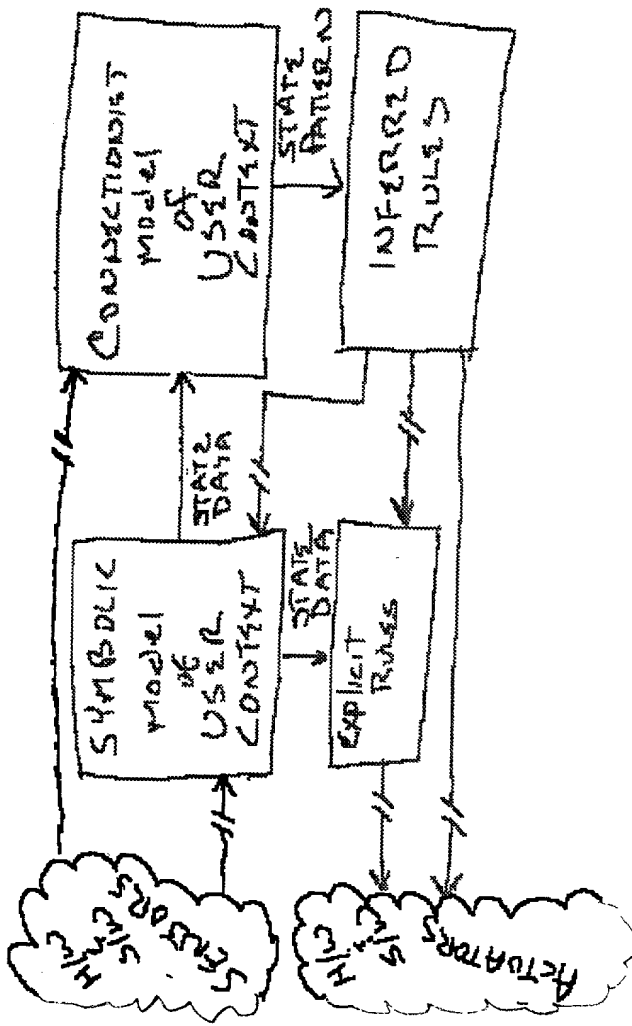 H/W
S/W
SENSORS
SYMBOLIC
Model
of
USER
CONTEXT
STATE
DATA
CONNECTIONIST
Model
of
USER
CONTEXT
STATE
DATA
STATE
PATTERN
H/W
S/W
ACTUATORS
EXPLICIT
RULES
INFERRED
RULES